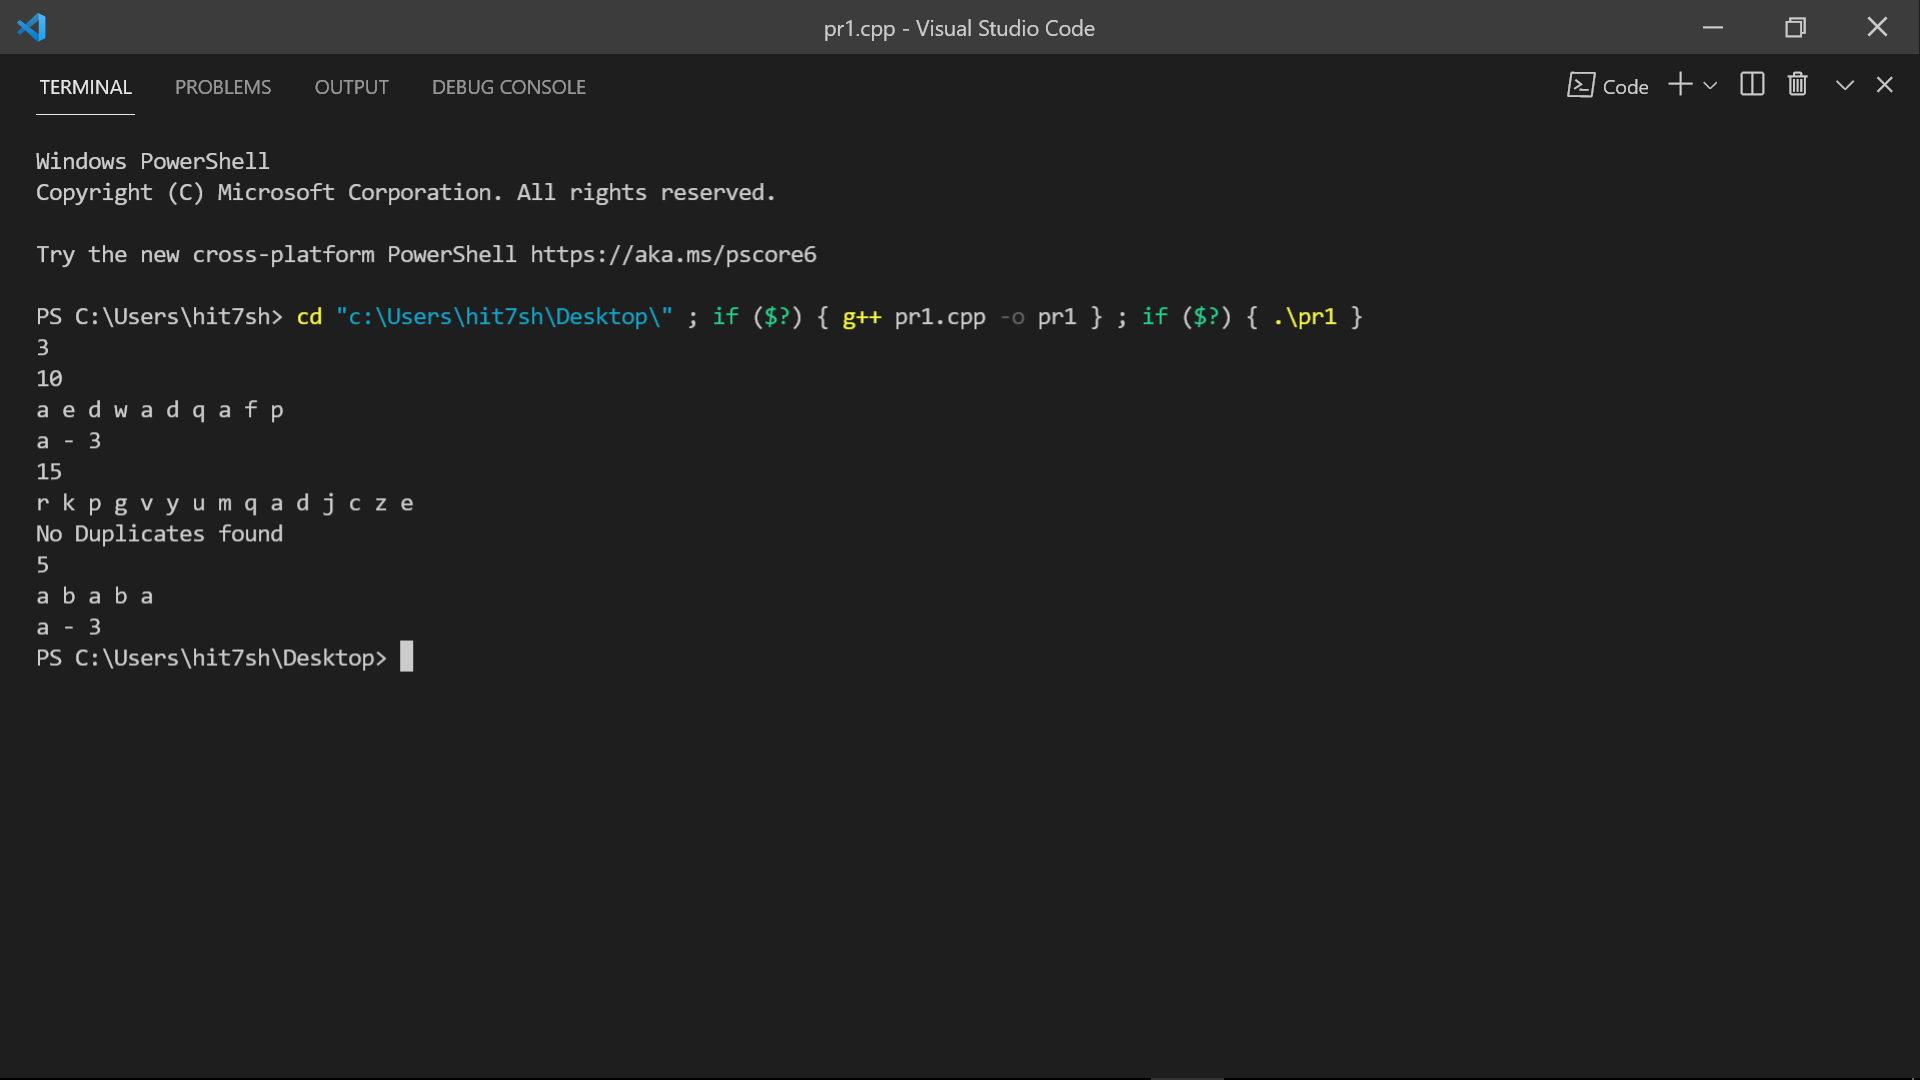 pr1.cpp - Visual Studio Code
TERMINAL PROBLEMS OUTPUT DEBUG CONSOLE Code
Windows PowerShell
Copyright (C) Microsoft Corporation. All rights reserved.
Try the new cross-platform PowerShell https://aka.ms/pscore6
PS C:\Users\hit7sh> cd "c:\Users\hit7sh\Desktop\" ; if ($?) { g++ pr1.cpp -o pr1 } ; if ($?) { .\pr1 }
3
10
a e d w a d q a f p
a - 3
15
r k p g v y u m q a d j c z e
No Duplicates found
5
a b a b a
a - 3
PS C:\Users\hit7sh\Desktop>